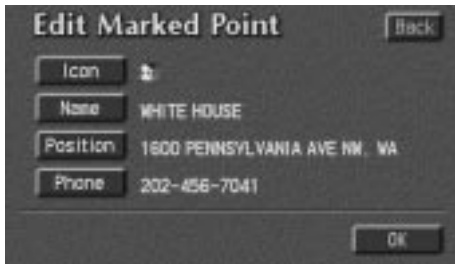 Edit Marked Point Back
Icon
Name WHITE HOUSE
Position 1600 PENNSYLVANIA AVE NW, WA
Phone 202-456-7041
OK